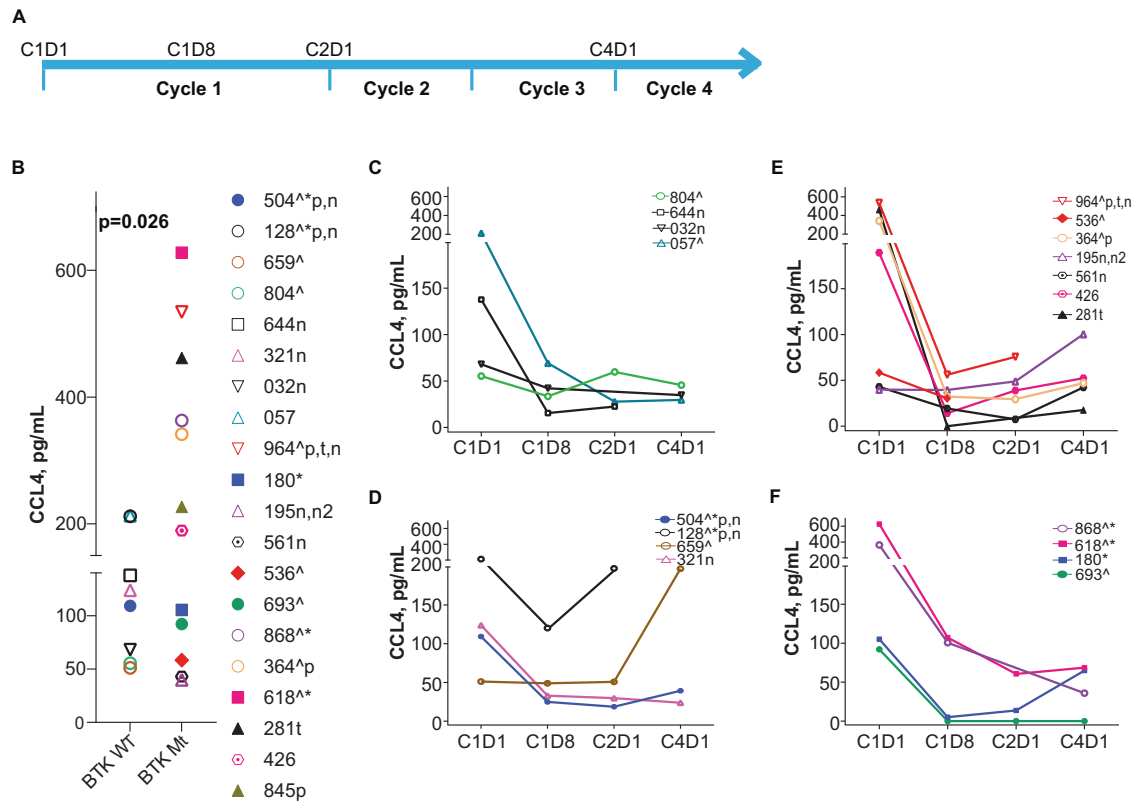 A
C1D1 C1D8 C2D1 C4D1
Cycle 1 Cycle 2 Cycle 3 Cycle 4
B
p=0.026
CCL4, pg/mL
600
200
100
50
0
BTK WT
BTK Mt
504^*p,n
128^*p,n
659^
804^
644n
321n
032n
057
964^p,t,n
180*
195n,n2
561n
536^
693^
868^*
364^p
618^*
281t
426
845p
C
CCL4, pg/mL
600
400
200
150
100
50
0
C1D1 C1D8 C2D1 C4D1
804^
644n
032n
057^
D
CCL4, pg/mL
600
400
200
150
100
50
0
C1D1 C1D8 C2D1 C4D1
504^*p,n
128^*p,n
659^
321n
E
CCL4, pg/mL
600
400
200
150
100
50
0
C1D1 C1D8 C2D1 C4D1
964^p,t,n
536^
364^p
195n,n2
561n
426
281t
F
CCL4, pg/mL
600
400
200
150
100
50
0
C1D1 C1D8 C2D1 C4D1
868^*
618^*
180*
693^